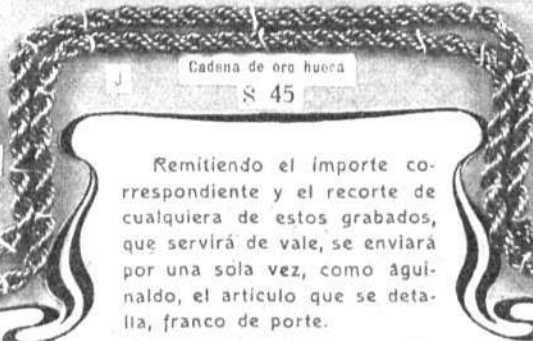 J
Cadena de oro hueca
$ 45
Remitiendo el importe co-
rrespondiente y el recorte de
cualquiera de estos grabados,
que servirá de vale, se enviará
por una sola vez, como agui-
naldo, el artículo que se deta-
lla, franco de porte.